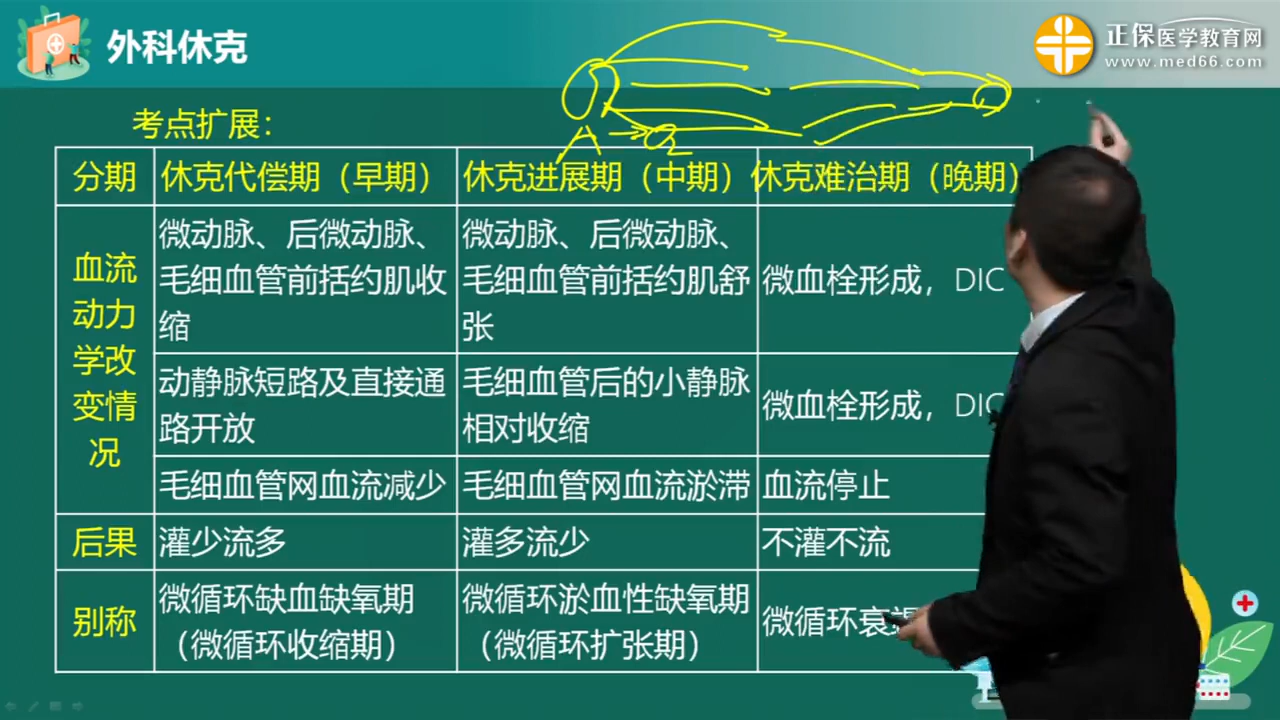 外科休克
正保医学教育网
www.med66.com
考点扩展：
A → O2
分期
休克代偿期（早期）
休克进展期（中期）
休克难治期（晚期）
血流
动力
学改
变情
况
微动脉、后微动脉、
毛细血管前括约肌收
缩
微动脉、后微动脉、
毛细血管前括约肌舒
张
微血栓形成，DIC
动静脉短路及直接通
路开放
毛细血管后的小静脉
相对收缩
微血栓形成，DIC
毛细血管网血流减少
毛细血管网血流淤滞
血流停止
后果
灌少流多
灌多流少
不灌不流
别称
微循环缺血缺氧期
（微循环收缩期）
微循环淤血性缺氧期
（微循环扩张期）
微循环衰